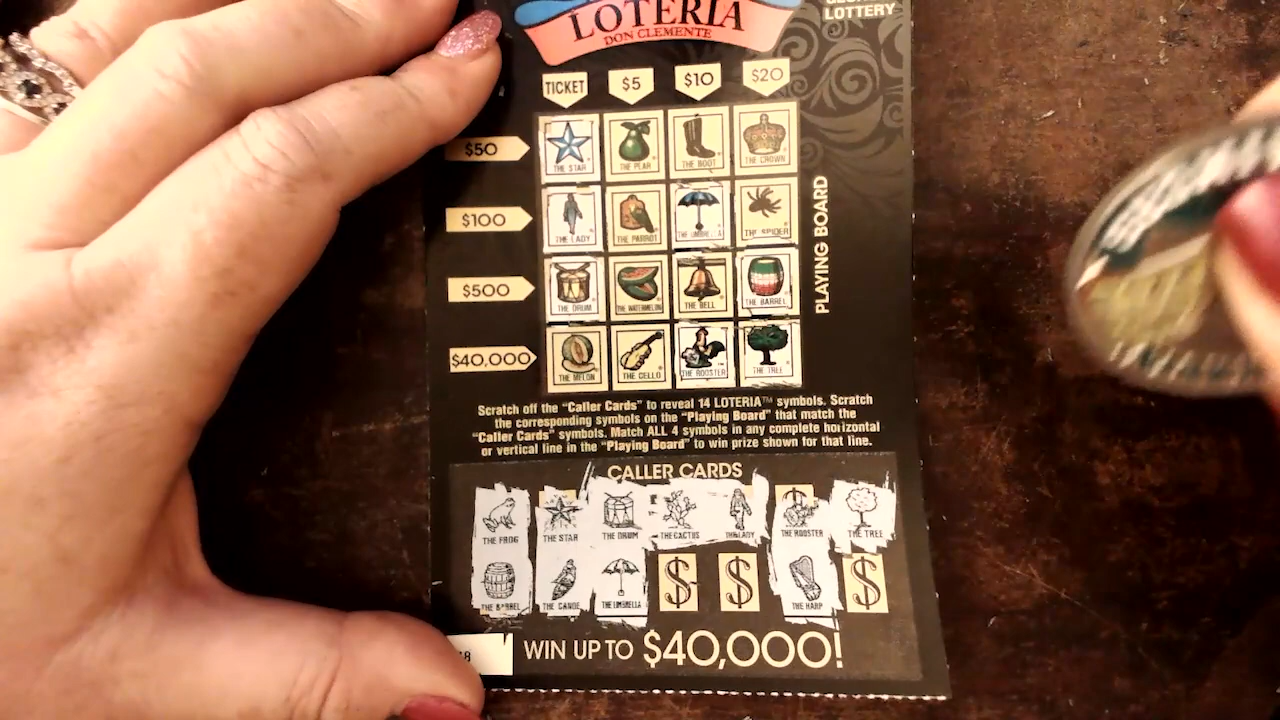 LOTERIA
DON CLEMENTE
LOTTERY
TICKET $5 $10 $20
$50
THE STAR THE PEAR THE BOOT THE CROWN
$100
THE LADY THE PARROT THE UMBRELLA THE SPIDER
$500
THE DRUM THE WATERMELON THE BELL THE BARREL
$40,000
THE MELON THE CELLO THE ROOSTER THE TREE
PLAYING BOARD
Scratch off the "Caller Cards" to reveal 14 LOTERIA™ symbols. Scratch
the corresponding symbols on the "Playing Board" that match the
"Caller Cards" symbols. Match ALL 4 symbols in any complete horizontal
or vertical line in the "Playing Board" to win prize shown for that line.
CALLER CARDS
THE FROG THE STAR THE DRUM THE CACTUS THE LADY THE ROOSTER THE TREE
THE BARREL THE CANOE THE UMBRELLA $ $ THE HARP $
WIN UP TO $40,000!